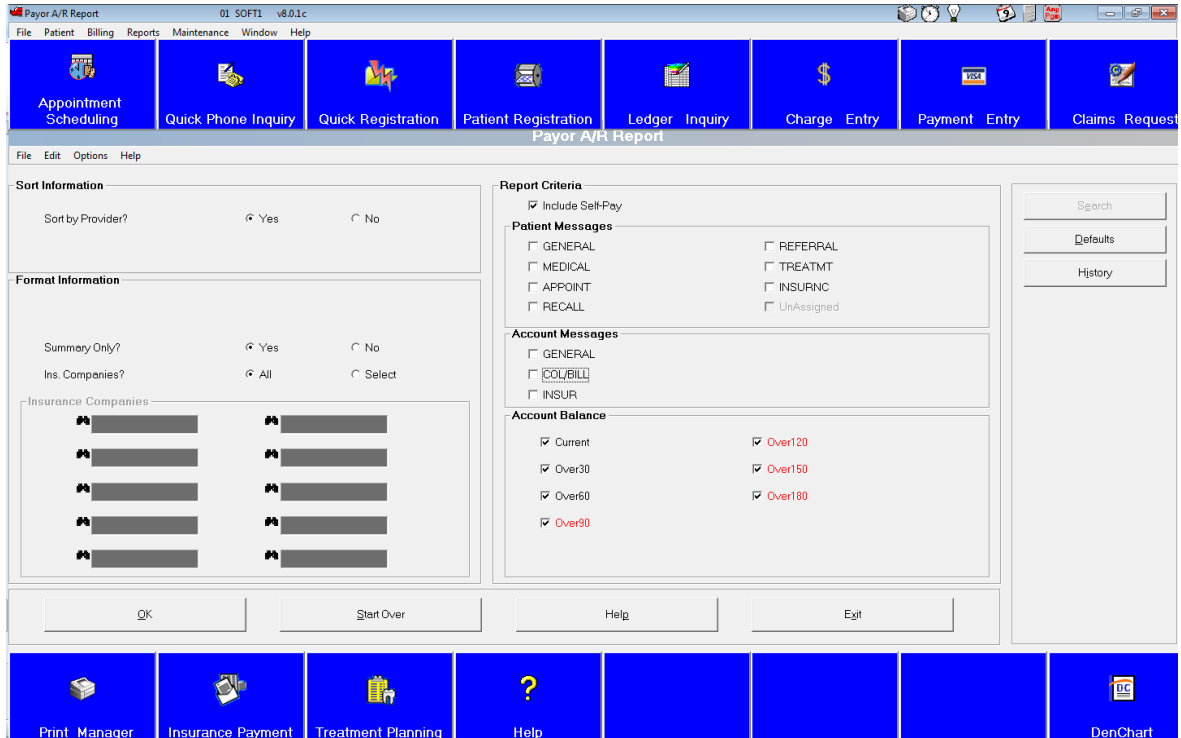 Payor A/R Report 01 SOFT1 v8.0.1c
9 Amp Pgm
File Patient Billing Reports Maintenance Window Help
Appointment Scheduling
Quick Phone Inquiry
Quick Registration
Patient Registration
Ledger Inquiry
$
Charge Entry
VISA
Payment Entry
Claims Request
Payor A/R Report
File Edit Options Help
Sort Information
Sort by Provider? Yes No
Format Information
Summary Only? Yes No
Ins. Companies? All Select
Insurance Companies
Report Criteria
Include Self-Pay
Patient Messages
GENERAL REFERRAL
MEDICAL TREATMT
APPOINT INSURNC
RECALL UnAssigned
Account Messages
GENERAL
COL/BILL
INSUR
Account Balance
Current Over120
Over30 Over150
Over60 Over180
Over90
Search
Defaults
History
OK Start Over Help Exit
Print Manager
Insurance Payment
Treatment Planning
?
Help
DC
DenChart